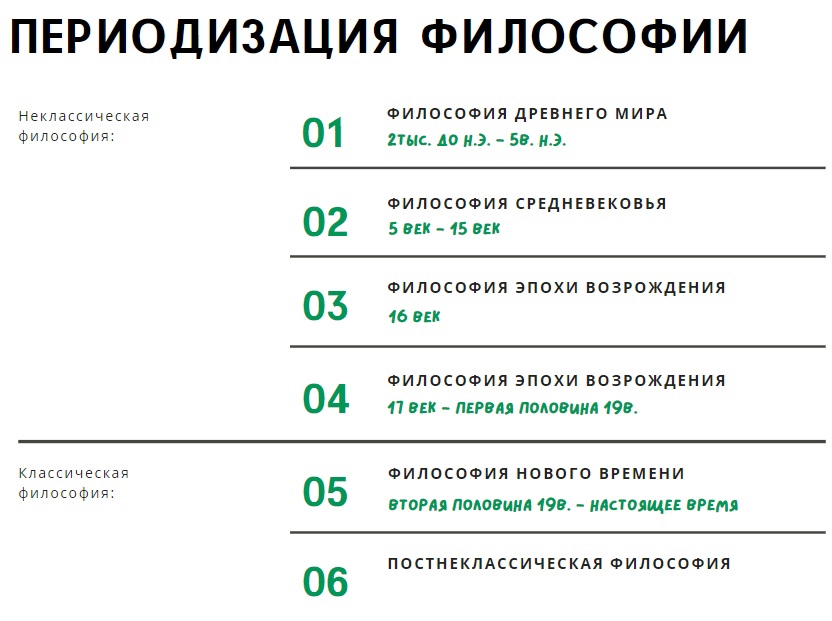 ПЕРИОДИЗАЦИЯ ФИЛОСОФИИ
Неклассическая
философия:
01
ФИЛОСОФИЯ ДРЕВНЕГО МИРА
2ТЫС. ДО Н.Э. – 5В. Н.Э.
02
ФИЛОСОФИЯ СРЕДНЕВЕКОВЬЯ
5 ВЕК – 15 ВЕК
03
ФИЛОСОФИЯ ЭПОХИ ВОЗРОЖДЕНИЯ
16 ВЕК
04
ФИЛОСОФИЯ ЭПОХИ ВОЗРОЖДЕНИЯ
17 ВЕК – ПЕРВАЯ ПОЛОВИНА 19В.
Классическая
философия:
05
ФИЛОСОФИЯ НОВОГО ВРЕМЕНИ
ВТОРАЯ ПОЛОВИНА 19В. – НАСТОЯЩЕЕ ВРЕМЯ
06
ПОСТНЕКЛАССИЧЕСКАЯ ФИЛОСОФИЯ